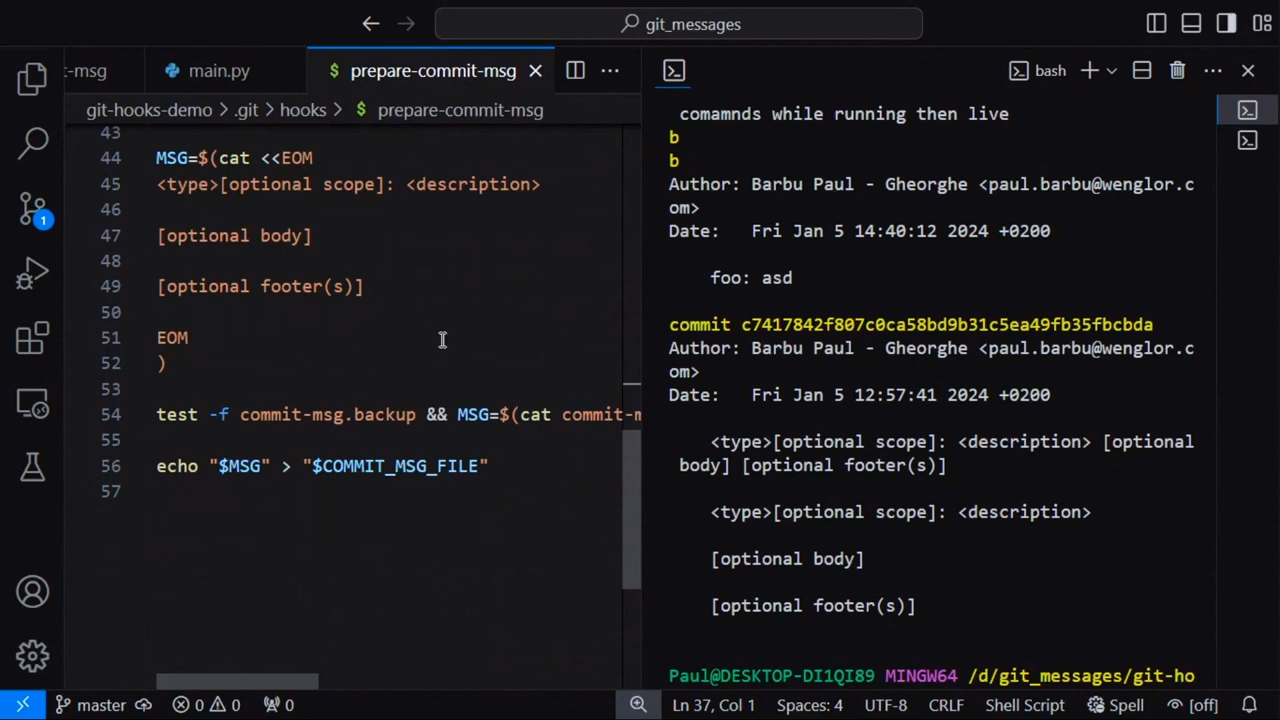 git_messages
-msg
main.py
prepare-commit-msg
git-hooks-demo > .git > hooks > $ prepare-commit-msg
43
44 MSG=$(cat <<EOM
45 <type>[optional scope]: <description>
46
47 [optional body]
48
49 [optional footer(s)]
50
51 EOM
52 )
53
54 test -f commit-msg.backup && MSG=$(cat commit-m
55
56 echo "$MSG" > "$COMMIT_MSG_FILE"
57
bash
comamnds while running then live
b
b
Author: Barbu Paul - Gheorghe <paul.barbu@wenglor.c
om>
Date:   Fri Jan 5 14:40:12 2024 +0200
foo: asd
commit c7417842f807c0ca58bd9b31c5ea49fb35fbcbda
Author: Barbu Paul - Gheorghe <paul.barbu@wenglor.c
om>
Date:   Fri Jan 5 12:57:41 2024 +0200
<type>[optional scope]: <description> [optional
body] [optional footer(s)]
<type>[optional scope]: <description>
[optional body]
[optional footer(s)]
Paul@DESKTOP-DI1QI89 MINGW64 /d/git_messages/git-ho
1
master 0 0 0 Ln 37, Col 1 Spaces: 4 UTF-8 CRLF Shell Script Spell [off]